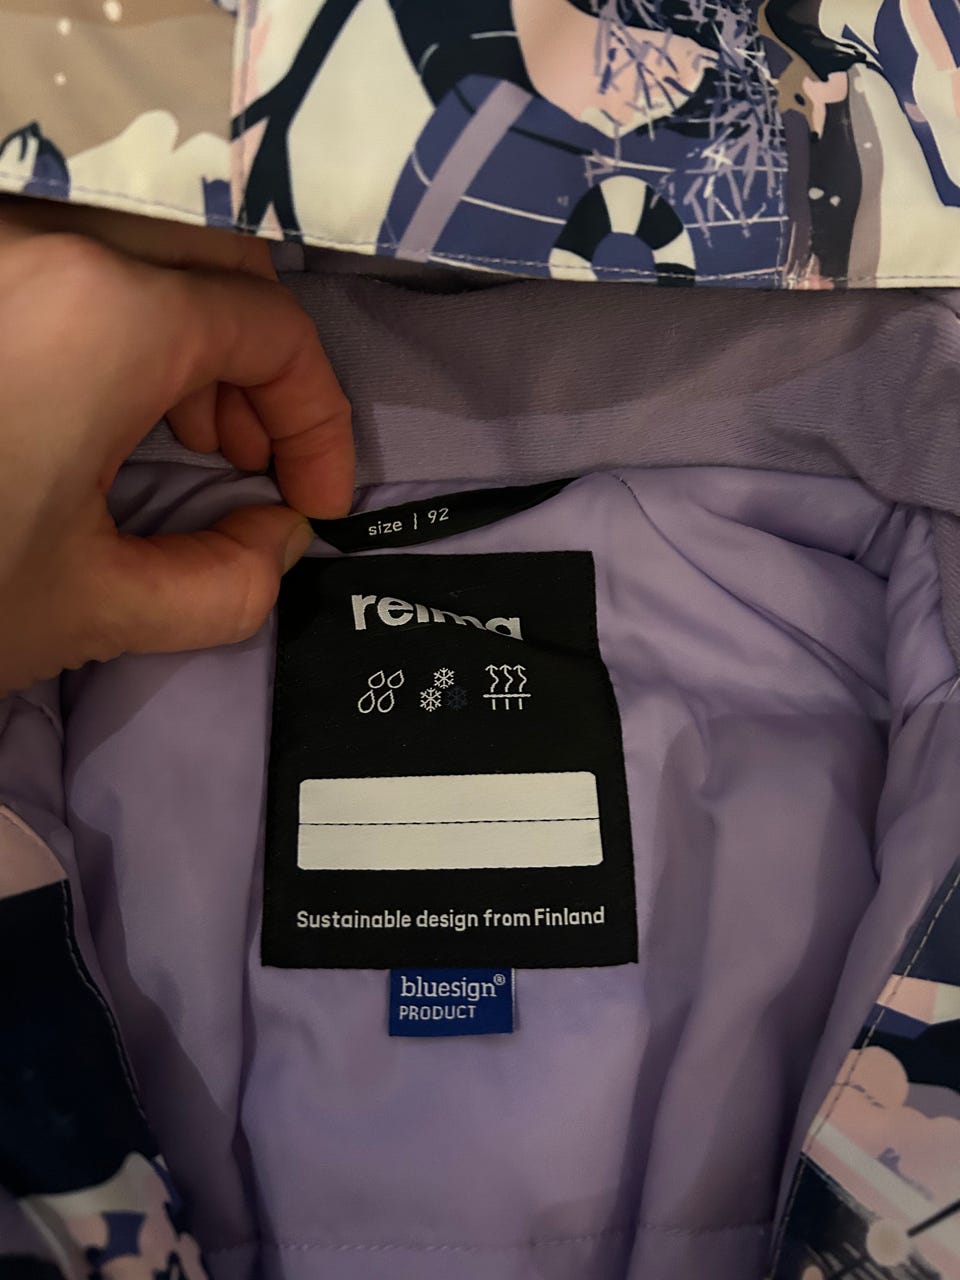 size | 92
reima
Sustainable design from Finland
bluesign®
PRODUCT